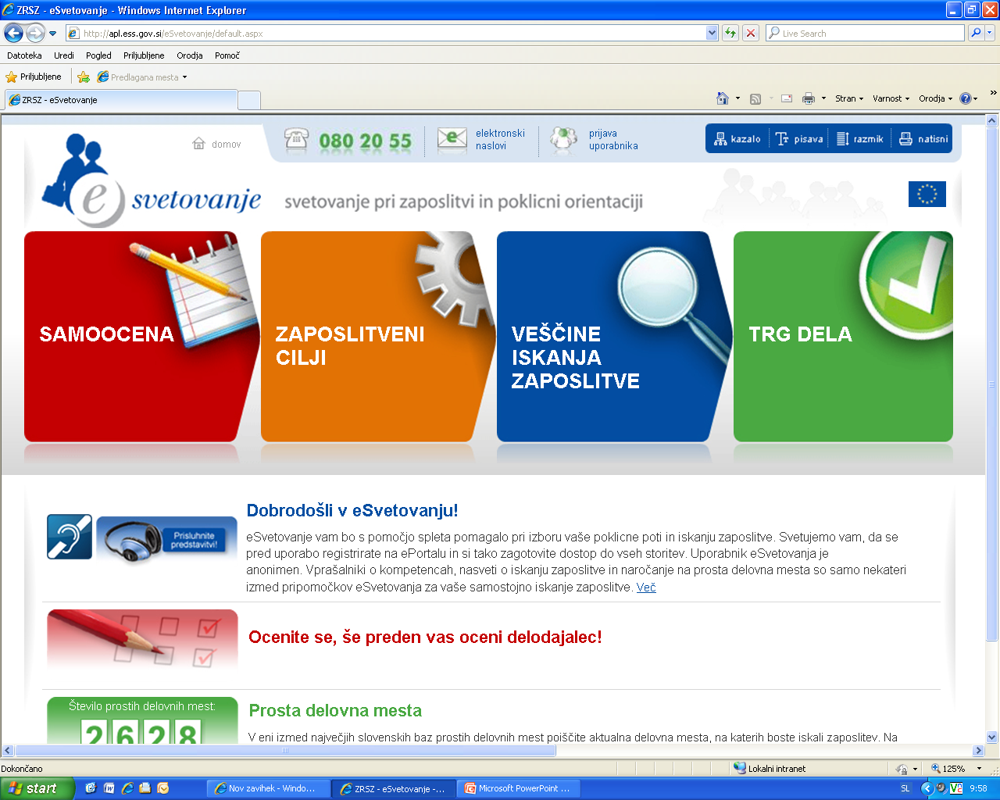 ZRSZ - eSvetovanje - Windows Internet Explorer
http://apl.ess.gov.si/eSvetovanje/default.aspx
Live Search
Datoteka Uredi Pogled Priljubljene Orodja Pomoč
Priljubljene Predlagana mesta
ZRSZ - eSvetovanje
Stran Varnost Orodja
domov
080 20 55
elektronski
naslovi
prijava
uporabnika
kazalo pisava razmik natisni
e svetovanje
svetovanje pri zaposlitvi in poklicni orientaciji
SAMOOCENA
ZAPOSLITVENI
CILJI
VEŠČINE
ISKANJA
ZAPOSLITVE
TRG DELA
Prisluhnite
predstavitvi!
Dobrodošli v eSvetovanju!
eSvetovanje vam bo s pomočjo spleta pomagalo pri izboru vaše poklicne poti in iskanju zaposlitve. Svetujemo vam, da se
pred uporabo registrirate na ePortalu in si tako zagotovite dostop do vseh storitev. Uporabnik eSvetovanja je
anonimen. Vprašalniki o kompetencah, nasveti o iskanju zaposlitve in naročanje na prosta delovna mesta so samo nekateri
izmed pripomočkov eSvetovanja za vaše samostojno iskanje zaposlitve. Več
Ocenite se, še preden vas oceni delodajalec!
Število prostih delovnih mest:
2628
Prosta delovna mesta
V eni izmed največjih slovenskih baz prostih delovnih mest poiščite aktualna delovna mesta, na katerih boste iskali zaposlitev. Na
Dokončano
Lokalni intranet
125%
start
Nov zavihek - Windo...
ZRSZ - eSvetovanje -...
Microsoft PowerPoint ...
SL
9:58